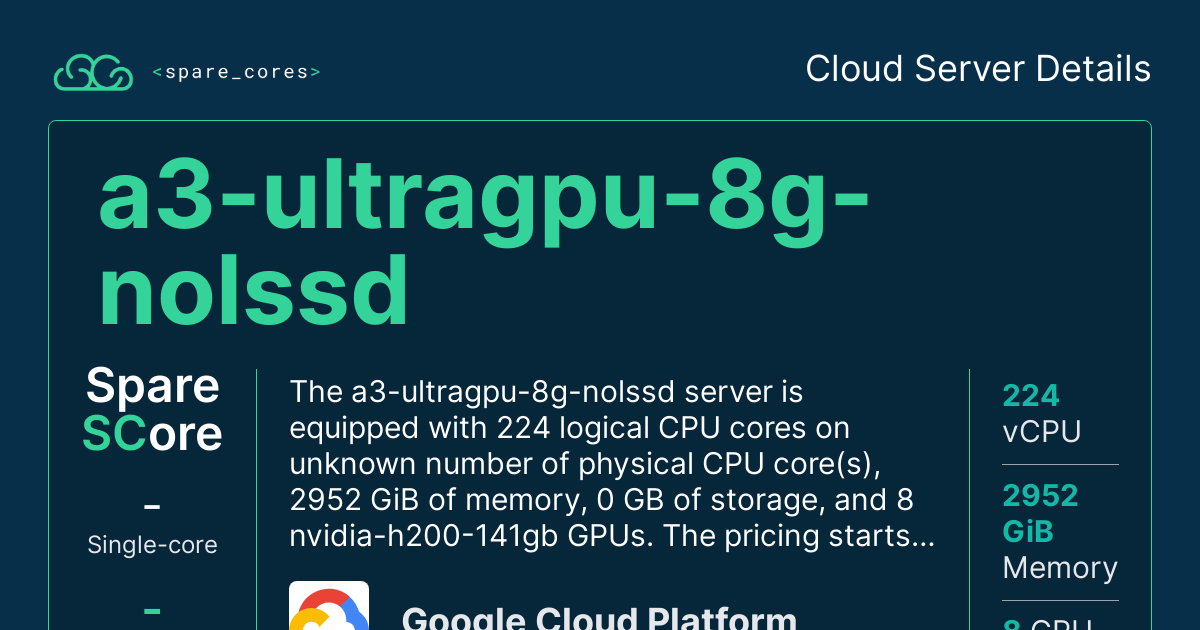 <spare_cores>
Cloud Server Details
a3-ultragpu-8g-
nolssd
Spare
SCore
–
Single-core
–
The a3-ultragpu-8g-nolssd server is
equipped with 224 logical CPU cores on
unknown number of physical CPU core(s),
2952 GiB of memory, 0 GB of storage, and 8
nvidia-h200-141gb GPUs. The pricing starts...
Google Cloud Platform
224
vCPU
2952
GiB
Memory
8 GPU